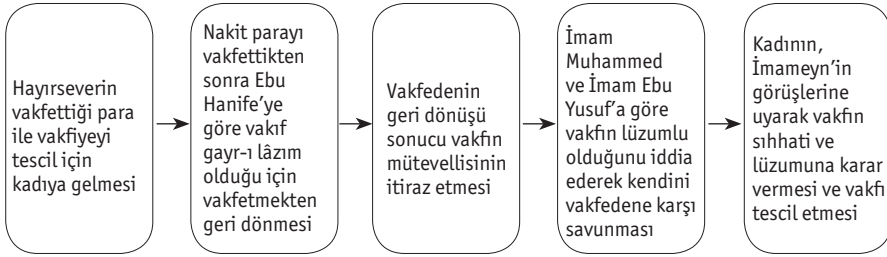 Hayırseverin
vakfettiği para
ile vakfiyeyi
tescil için
kadıya gelmesi
Nakit parayı
vakfettikten
sonra Ebu
Hanife’ye
göre vakıf
gayr-ı lâzım
olduğu için
vakfetmekten
geri dönmesi
Vakfedenin
geri dönüşü
sonucu vakfın
mütevellisinin
itiraz etmesi
İmam
Muhammed
ve İmam Ebu
Yusuf’a göre
vakfın lüzumlu
olduğunu iddia
ederek kendini
vakfedene karşı
savunması
Kadının,
İmameyn’in
görüşlerine
uyarak vakfın
sıhhati ve
lüzumuna karar
vermesi ve vakfı
tescil etmesi